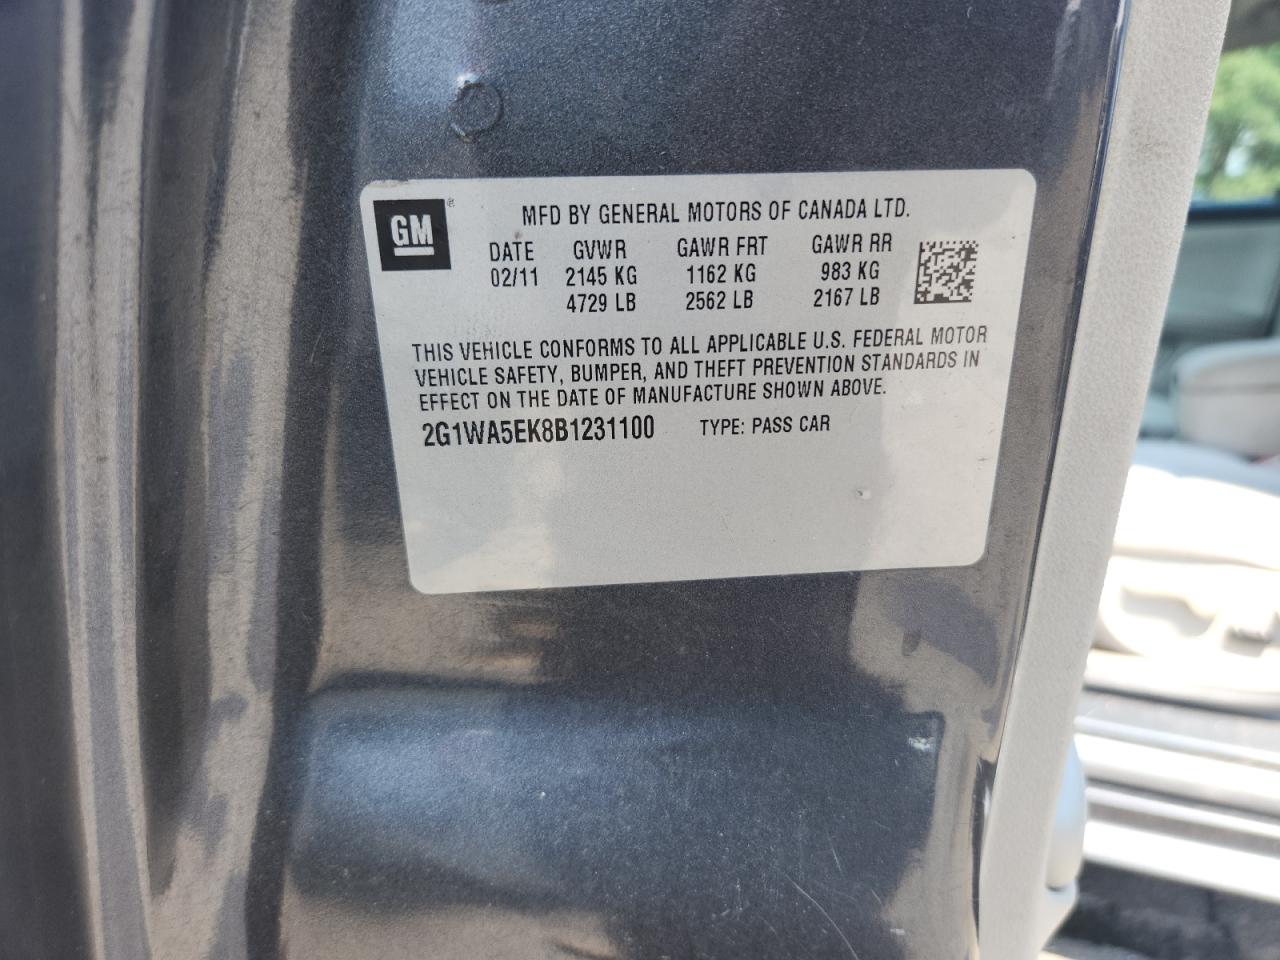 GM ®
MFD BY GENERAL MOTORS OF CANADA LTD.
DATE GVWR GAWR FRT GAWR RR
02/11 2145 KG 1162 KG 983 KG
4729 LB 2562 LB 2167 LB
THIS VEHICLE CONFORMS TO ALL APPLICABLE U.S. FEDERAL MOTOR
VEHICLE SAFETY, BUMPER, AND THEFT PREVENTION STANDARDS IN
EFFECT ON THE DATE OF MANUFACTURE SHOWN ABOVE.
2G1WA5EK8B1231100 TYPE: PASS CAR